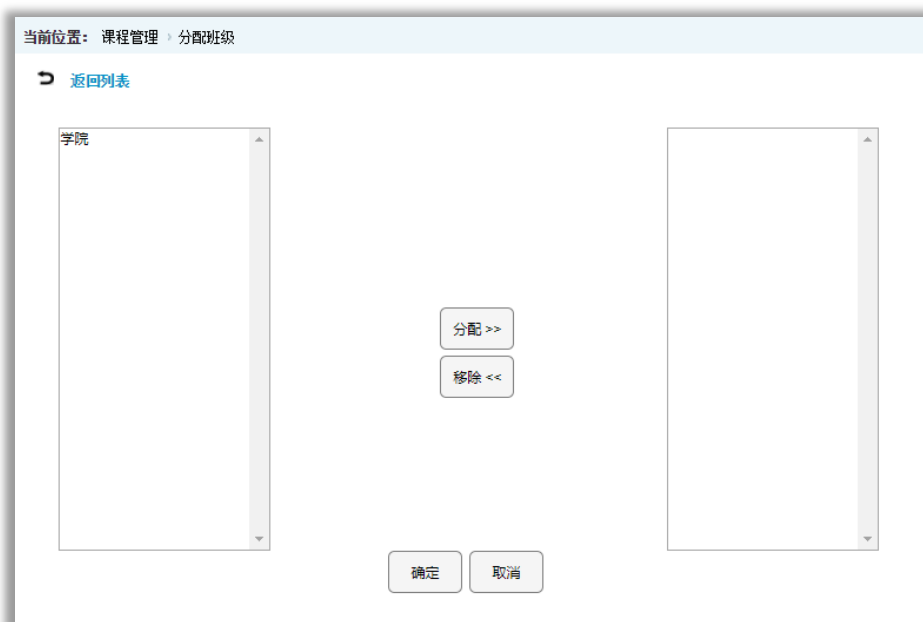 当前位置： 课程管理 › 分配班级
返回列表
学院
分配 >>
移除 <<
确定 取消